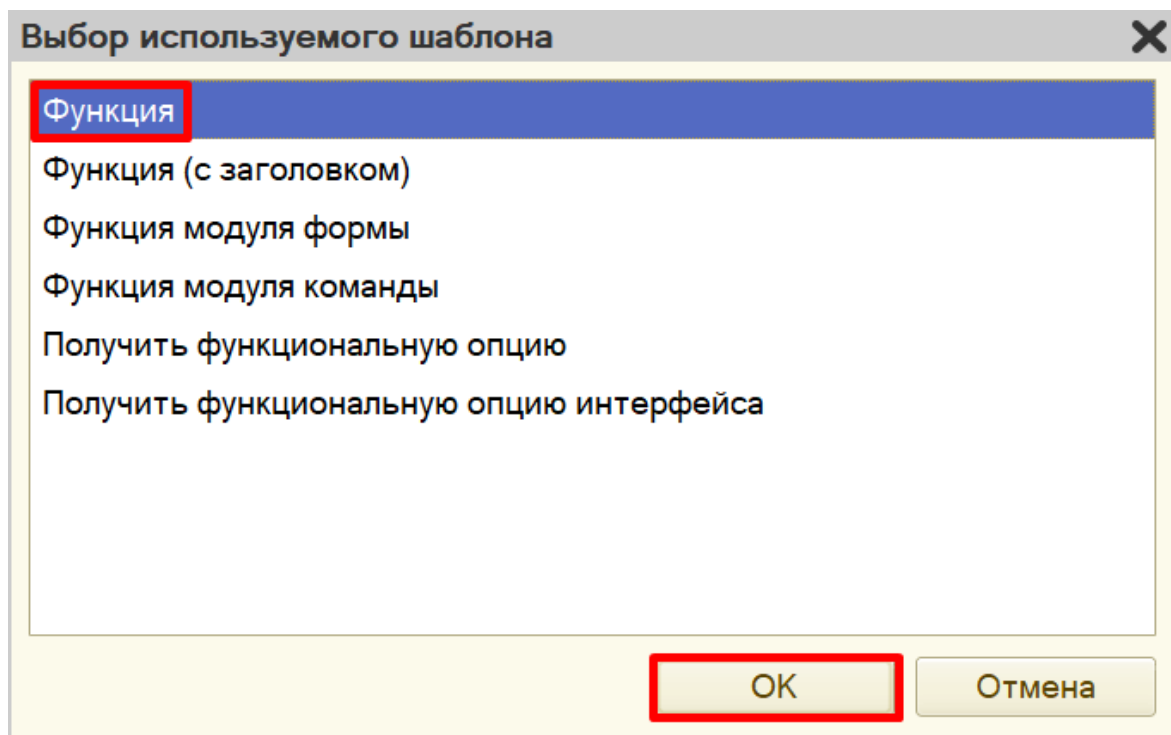 Выбор используемого шаблона
Функция
Функция (с заголовком)
Функция модуля формы
Функция модуля команды
Получить функциональную опцию
Получить функциональную опцию интерфейса
OK
Отмена